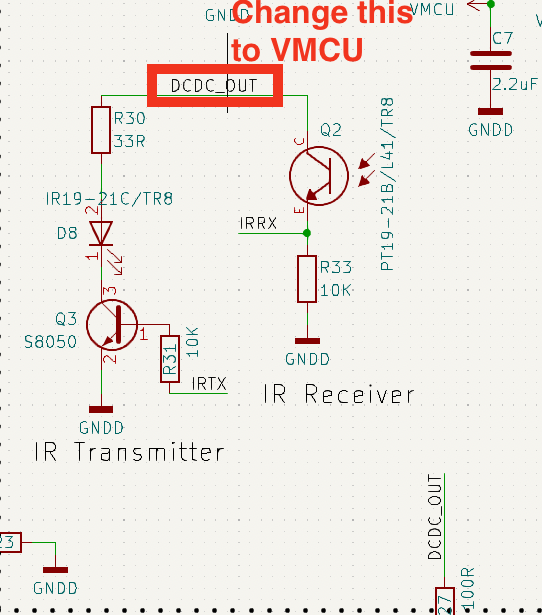 Change this
to VMCU
GNDD
VMCU
C7
2.2uF
GNDD
DCDC_OUT
R30
33R
Q2
C
E
PT19-21B/L41/TR8
IR19-21C/TR8
2
D8
1
IRRX
R33
10K
3
Q3
S8050
1
2
R31
10K
IRTX
GNDD
IR Receiver
GNDD
IR Transmitter
DCDC_OUT
100R
27
23
GNDD